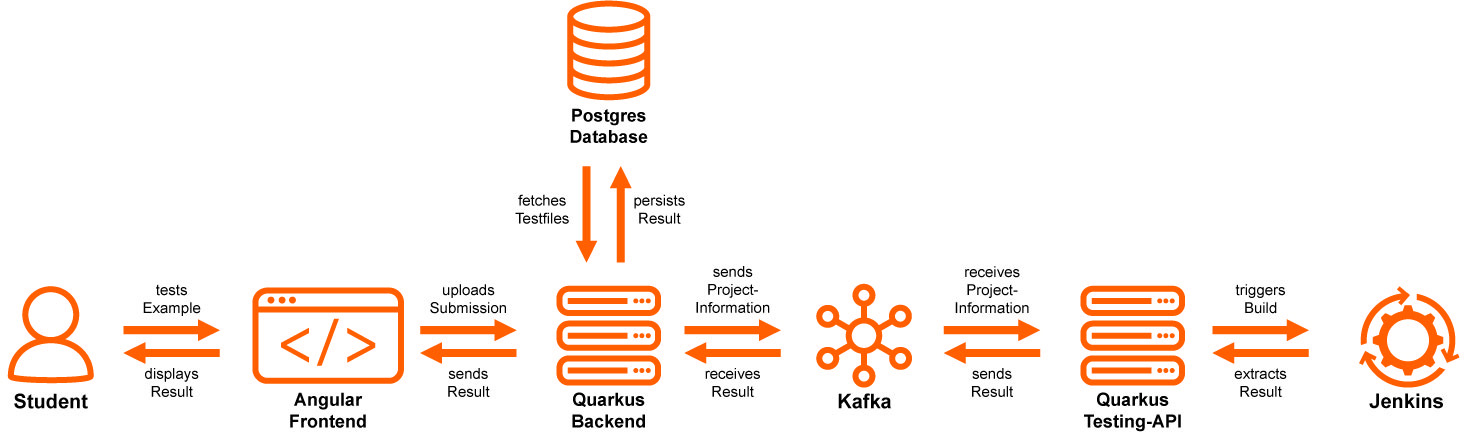 Postgres
Database
fetches
Testfiles
persists
Result
tests
Example
displays
Result
Student
</>
Angular
Frontend
uploads
Submission
sends
Result
Quarkus
Backend
sends
Project-
Information
receives
Result
Kafka
receives
Project-
Information
sends
Result
Quarkus
Testing-API
triggers
Build
extracts
Result
Jenkins